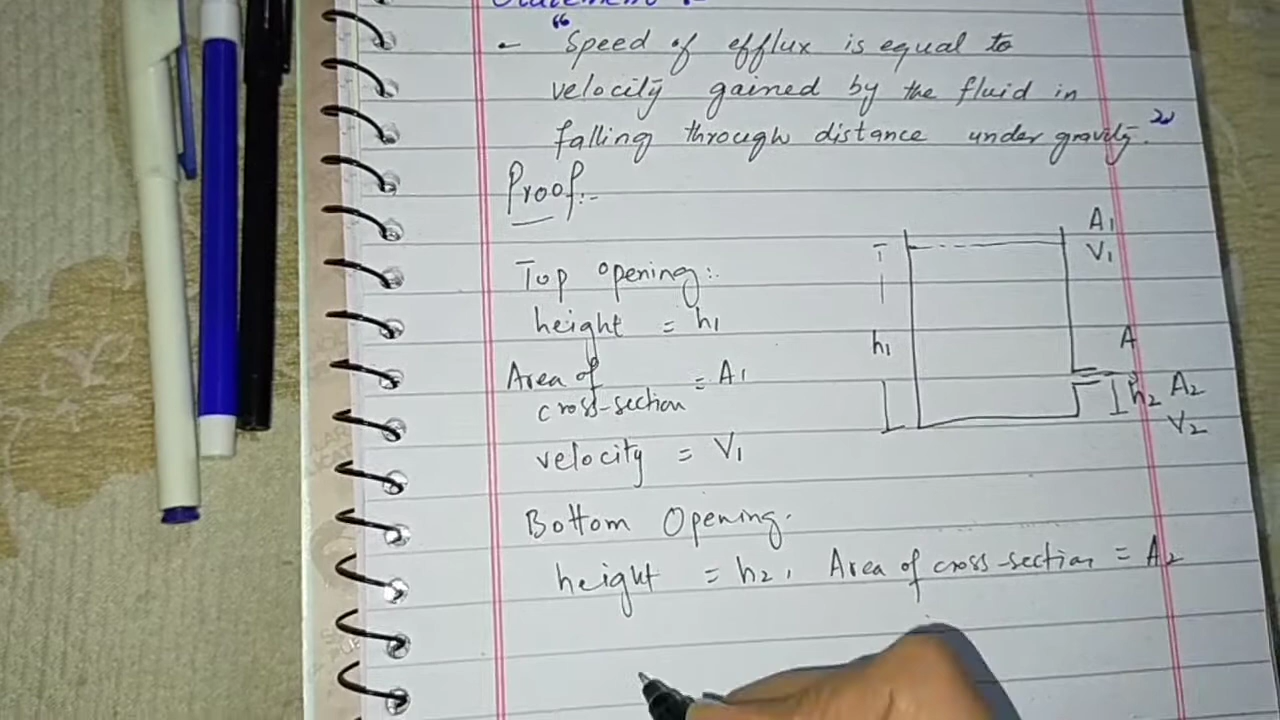 Statement :-
- "Speed of efflux is equal to
velocity gained by the fluid in
falling through distance under gravity."
Proof:-
Top opening:
height = h1
Area of
cross-section = A1
velocity = V1
Bottom Opening.
height = h2, Area of cross-section = A2
A1
V1
h1
A
h2 A2
V2